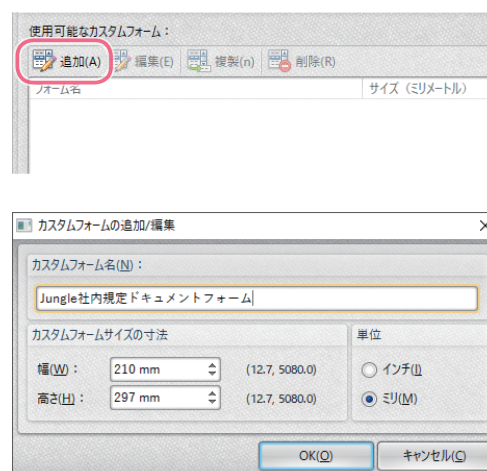 使用可能なカスタムフォーム：
追加(A) 編集(E) 複製(n) 削除(R)
フォーム名 サイズ（ミリメートル）
カスタムフォームの追加/編集
カスタムフォーム名(N)：
Jungle社内規定ドキュメントフォーム
カスタムフォームサイズの寸法 単位
幅(W)： 210 mm (12.7, 5080.0) インチ(I)
高さ(H)： 297 mm (12.7, 5080.0) ミリ(M)
OK(O) キャンセル(C)